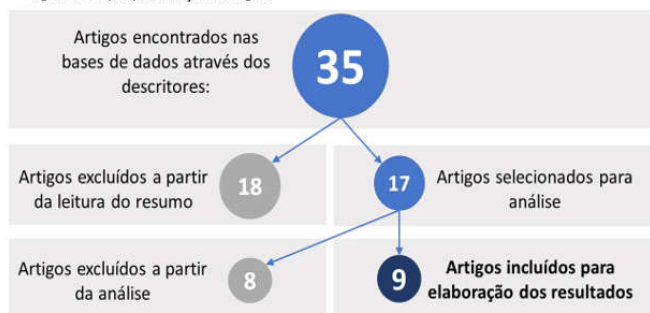 Artigos encontrados nas
bases de dados através dos
descritores:
35
Artigos excluídos a partir
da leitura do resumo
18
17
Artigos selecionados para
análise
Artigos excluídos a partir
da análise
8
9
Artigos incluídos para
elaboração dos resultados